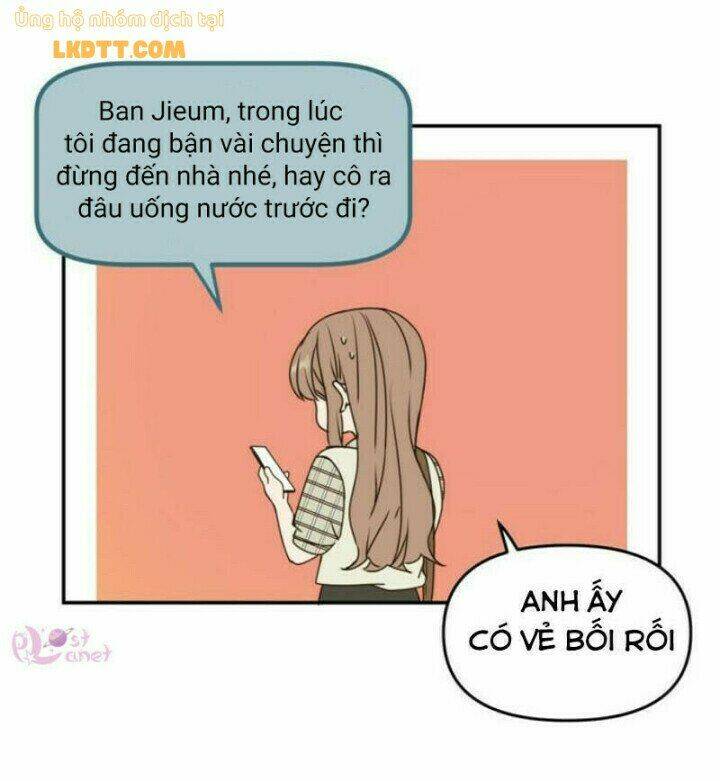 Ủng hộ nhóm dịch tại
LKDTT.COM
Ban Jieum, trong lúc
tôi đang bận vài chuyện thì
đừng đến nhà nhé, hay cô ra
đâu uống nước trước đi?
ANH ẤY
CÓ VẺ BỐI RỐI
Lost
Planet